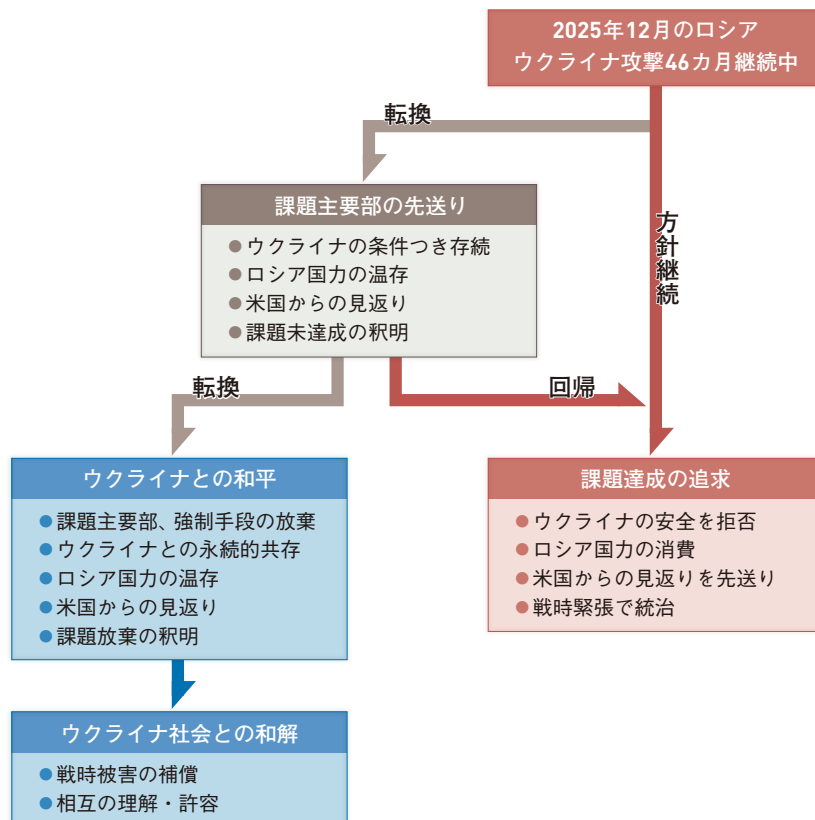 2025年12月のロシア
ウクライナ攻撃46カ月継続中
転換
方針継続
課題主要部の先送り
●ウクライナの条件つき存続
●ロシア国力の温存
●米国からの見返り
●課題未達成の釈明
転換
回帰
ウクライナとの和平
●課題主要部、強制手段の放棄
●ウクライナとの永続的共存
●ロシア国力の温存
●米国からの見返り
●課題放棄の釈明
課題達成の追求
●ウクライナの安全を拒否
●ロシア国力の消費
●米国からの見返りを先送り
●戦時緊張で統治
ウクライナ社会との和解
●戦時被害の補償
●相互の理解・許容